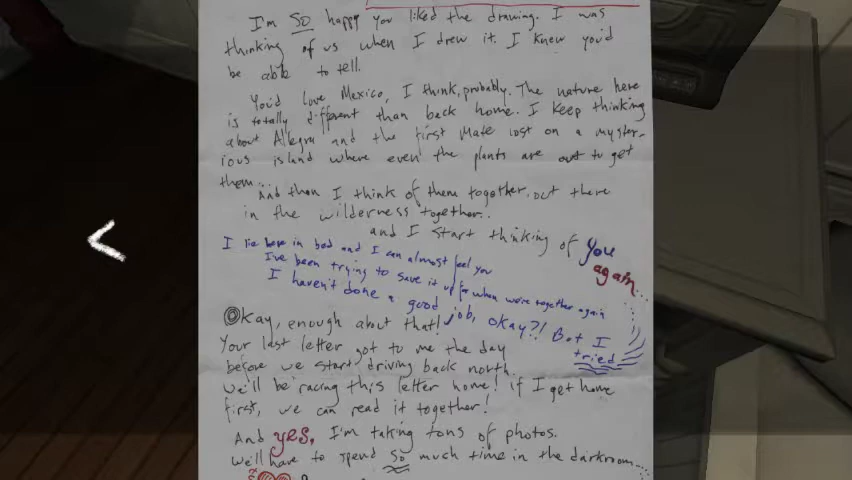 I'm SO happy you liked the drawing. I was
thinking of us when I drew it. I knew you'd
be able to tell.
You'd love Mexico, I think, probably. The nature here
is totally different than back home. I keep thinking
about Allegra and the First Mate lost on a myster-
ious island where even the plants are out to get
them...
And then I think of them together, out there
in the wilderness together..
and I start thinking of you
again...
I lie here in bed and I can almost feel you
I've been trying to save it up for when we're together again
I haven't done a good job, okay?! But I
tried
Okay, enough about that!
Your last letter got to me the day
before we start driving back north.
We'll be racing this letter home! if I get home
first, we can read it together!
And yes, I'm taking tons of photos.
We'll have to spend so much time in the darkroom...